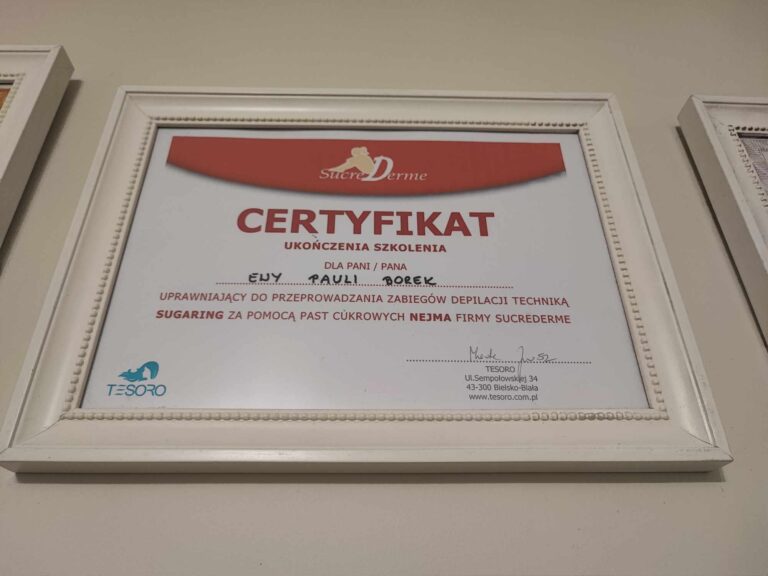 SucreDerme
CERTYFIKAT
UKOŃCZENIA SZKOLENIA
DLA PANI / PANA
EWY PAULI BOREK
UPRAWNIAJĄCY DO PRZEPROWADZANIA ZABIEGÓW DEPILACJI TECHNIKĄ
SUGARING ZA POMOCĄ PAST CUKROWYCH NEJMA FIRMY SUCREDERME
TESORO
Ul.Sempołowskiej 34
43-300 Bielsko-Biała
www.tesoro.com.pl
TESORO